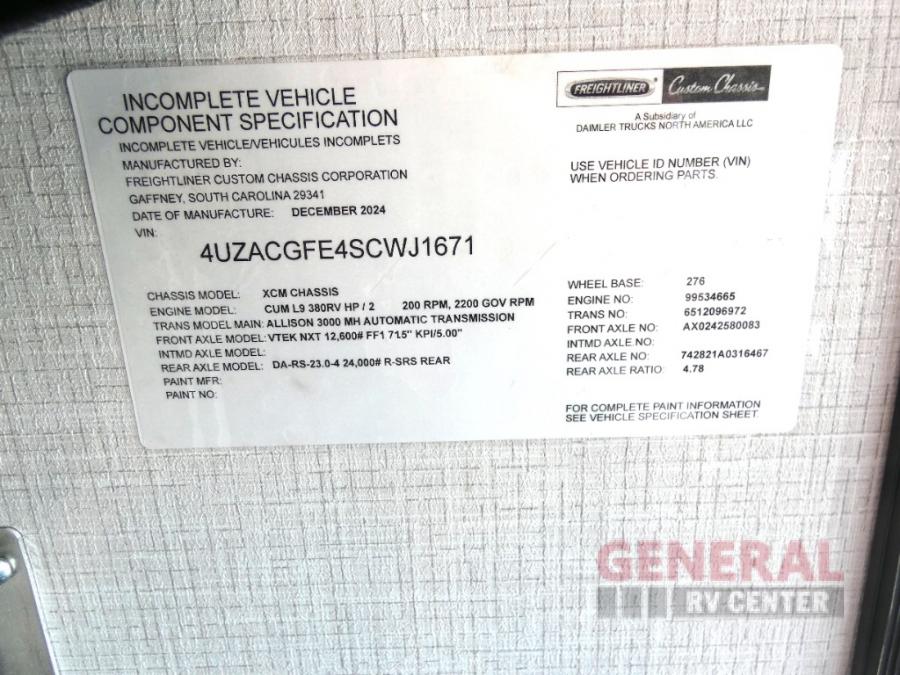 INCOMPLETE VEHICLE
COMPONENT SPECIFICATION
INCOMPLETE VEHICLE/VEHICULES INCOMPLETS
MANUFACTURED BY:
FREIGHTLINER CUSTOM CHASSIS CORPORATION
GAFFNEY, SOUTH CAROLINA 29341
DATE OF MANUFACTURE: DECEMBER 2024
VIN:
4UZACGFE4SCWJ1671
FREIGHTLINER Custom Chassis
A Subsidiary of
DAIMLER TRUCKS NORTH AMERICA LLC
USE VEHICLE ID NUMBER (VIN)
WHEN ORDERING PARTS.
CHASSIS MODEL: XCM CHASSIS
ENGINE MODEL: CUM L9 380RV HP / 2 200 RPM, 2200 GOV RPM
TRANS MODEL MAIN: ALLISON 3000 MH AUTOMATIC TRANSMISSION
FRONT AXLE MODEL: VTEK NXT 12,600# FF1 71.5" KPI/5.00"
INTMD AXLE MODEL:
REAR AXLE MODEL: DA-RS-23.0-4 24,000# R-SRS REAR
PAINT MFR:
PAINT NO:
WHEEL BASE: 276
ENGINE NO: 99534665
TRANS NO: 6512096972
FRONT AXLE NO: AX0242580083
INTMD AXLE NO:
REAR AXLE NO: 742821A0316467
REAR AXLE RATIO: 4.78
FOR COMPLETE PAINT INFORMATION
SEE VEHICLE SPECIFICATION SHEET.
GENERAL
RV CENTER